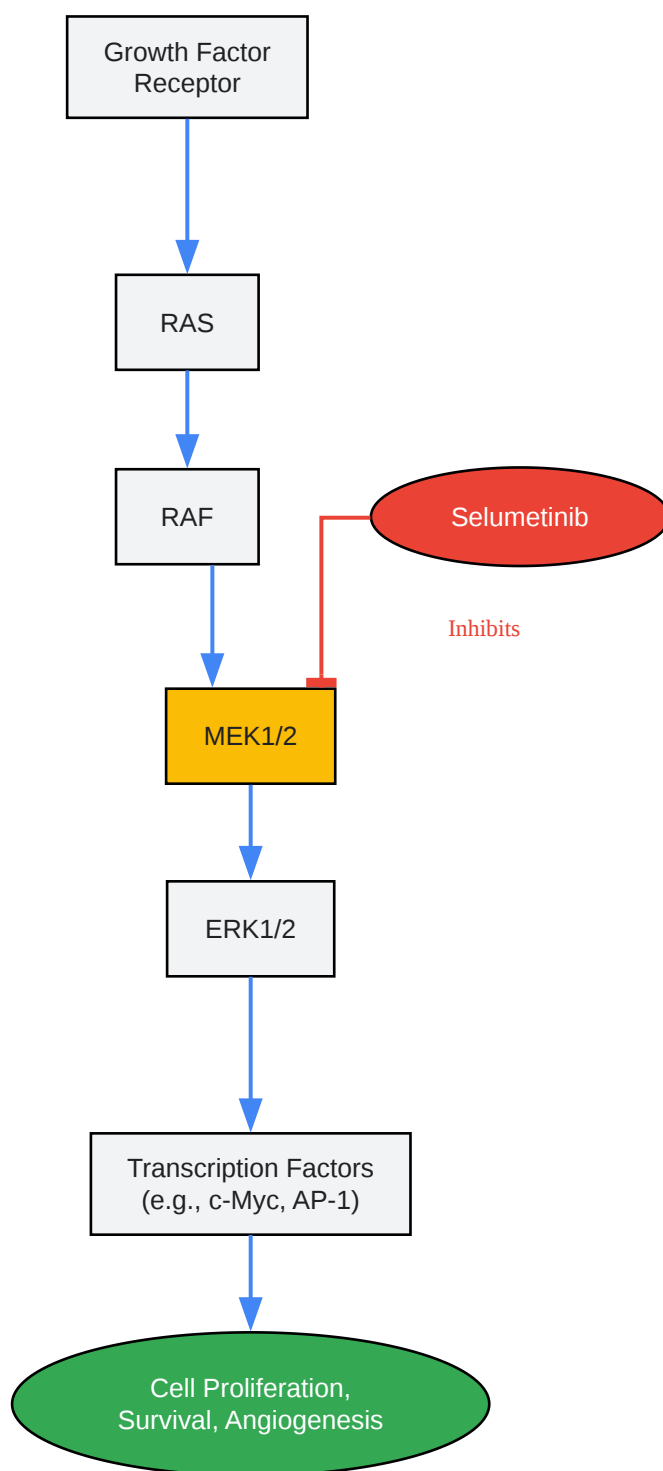 Growth Factor
Receptor
RAS
RAF
Selumetinib
Inhibits
MEK1/2
ERK1/2
Transcription Factors
(e.g., c-Myc, AP-1)
Cell Proliferation,
Survival, Angiogenesis